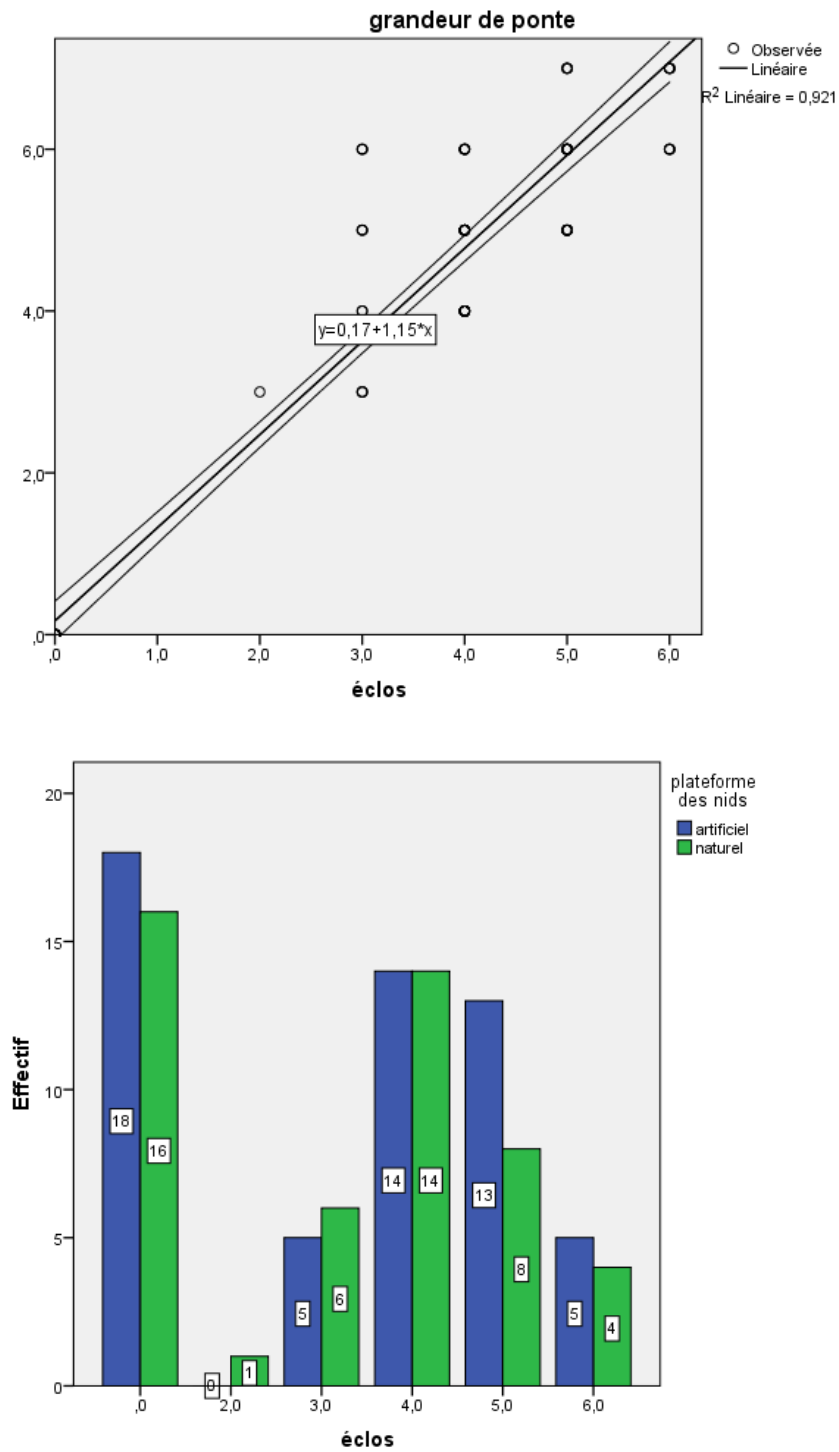 grandeur de ponte
Observée
Linéaire
R² Linéaire = 0,921
6,0
4,0
y=0,17+1,15*x
2,0
,0
,0 1,0 2,0 3,0 4,0 5,0 6,0
éclos
plateforme
des nids
artificiel
naturel
20
15
10
5
0
Effectif
18 16 0 1 5 6 14 14 13 8 5 4
,0 2,0 3,0 4,0 5,0 6,0
éclos